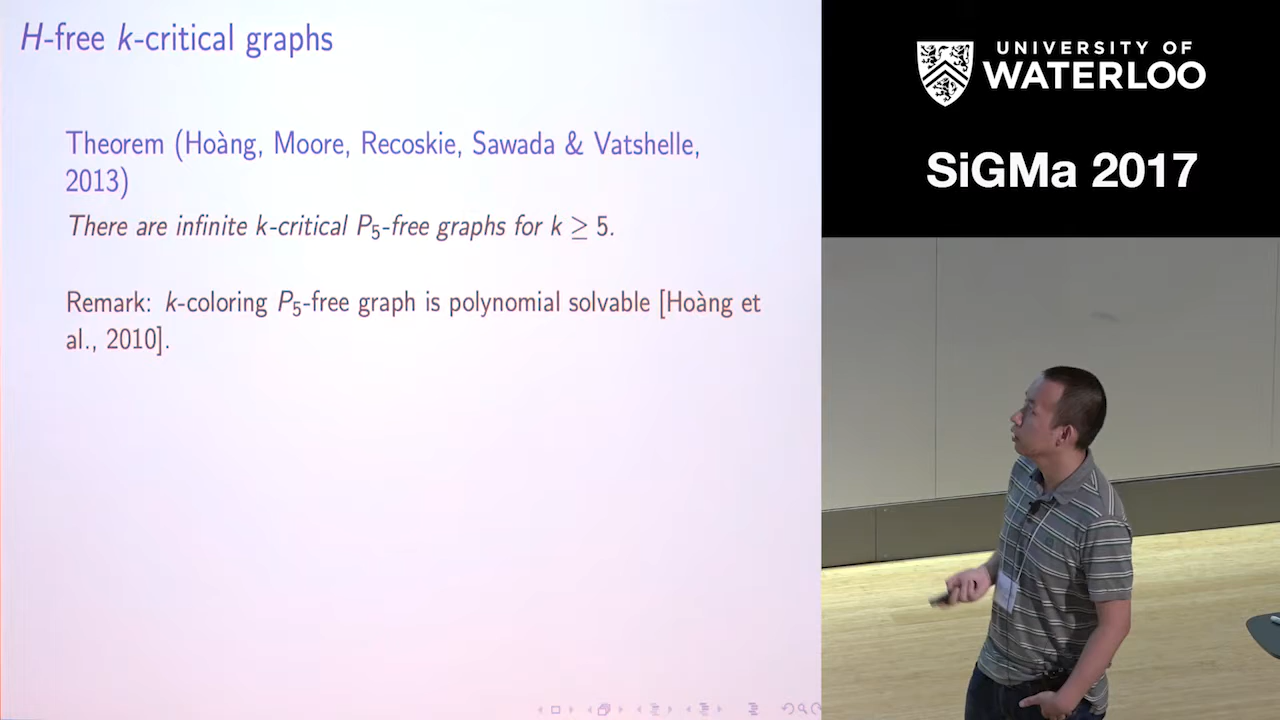 H-free k-critical graphs
Theorem (Hoàng, Moore, Recoskie, Sawada & Vatshelle,
2013)
There are infinite k-critical P₅-free graphs for k ≥ 5.
Remark: k-coloring P₅-free graph is polynomial solvable [Hoàng et
al., 2010].
UNIVERSITY OF
WATERLOO
SiGMa 2017